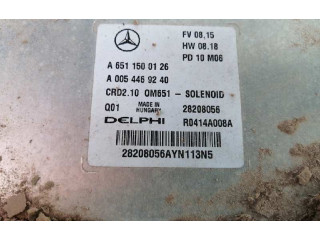 FV 08,15
HW 08.18
PD 10 M06
A 651 150 01 26
A 005 446 92 40
CRD2.10 OM651 - SOLENOID
Q01 MADE IN HUNGARY 28208056
DELPHI R0414A008A
28208056AYN113N5